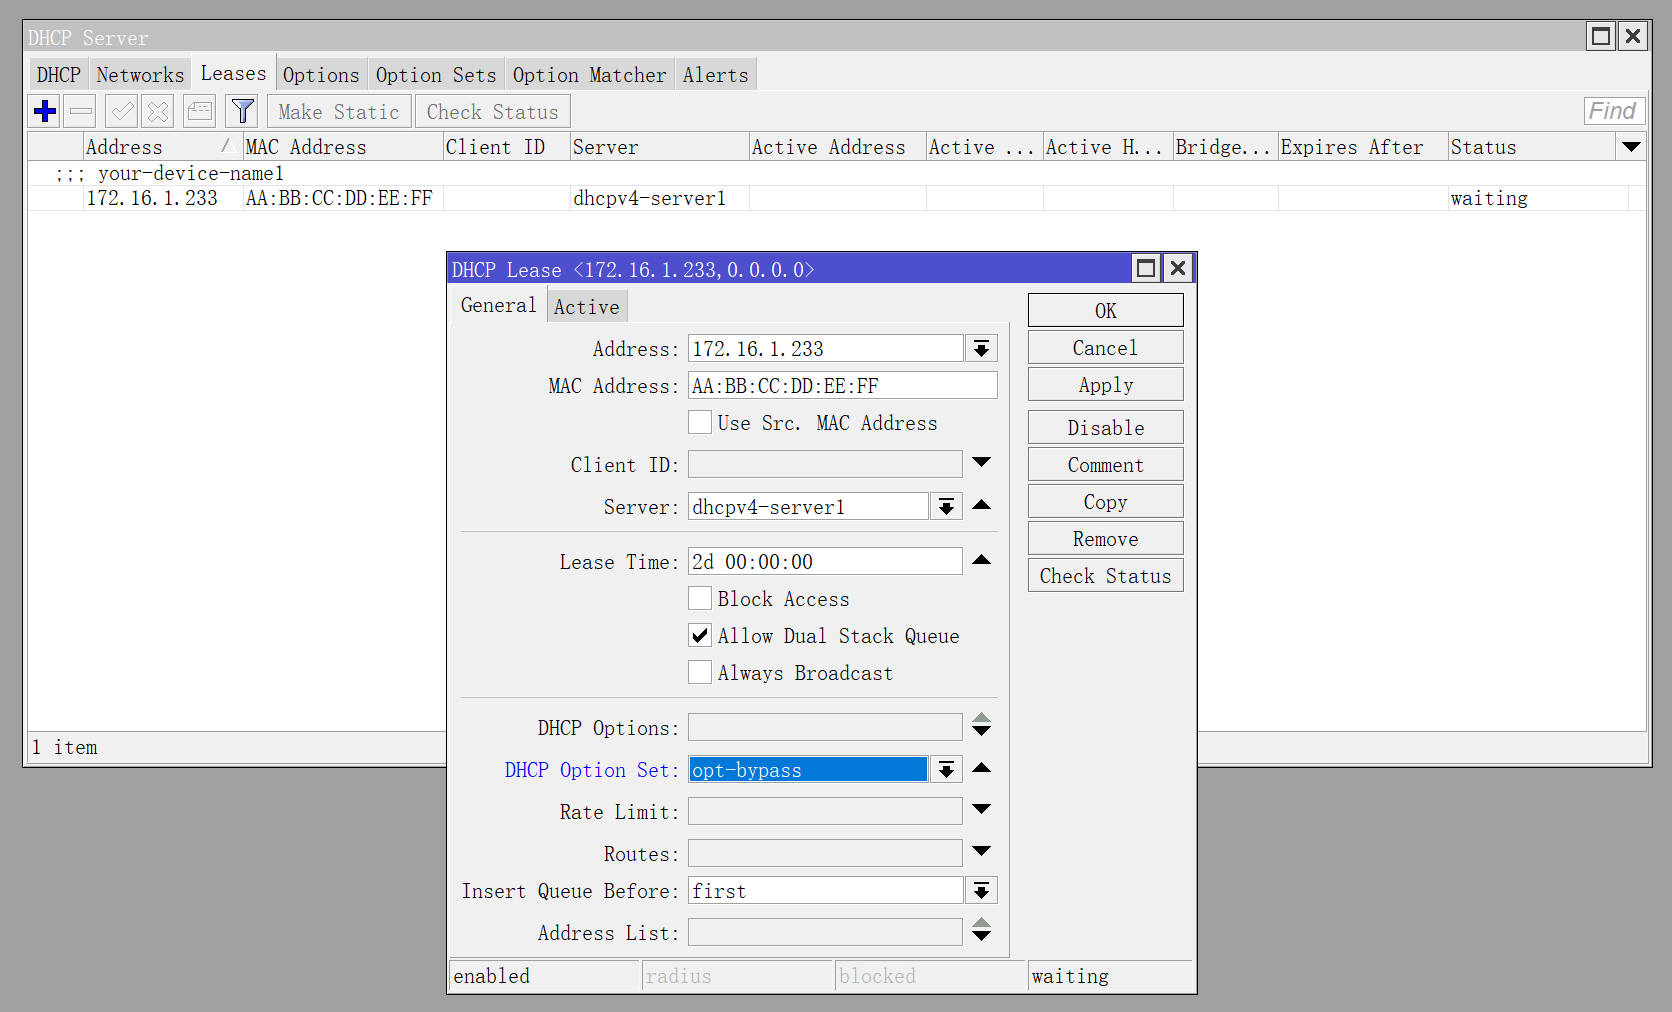 DHCP Server
DHCP Networks Leases Options Option Sets Option Matcher Alerts
Make Static Check Status Find
Address MAC Address Client ID Server Active Address Active ... Active H... Bridge... Expires After Status
;;; your-device-name1
172.16.1.233 AA:BB:CC:DD:EE:FF dhcpv4-server1 waiting
1 item
DHCP Lease <172.16.1.233,0.0.0.0>
General Active
Address: 172.16.1.233
MAC Address: AA:BB:CC:DD:EE:FF
Use Src. MAC Address
Client ID:
Server: dhcpv4-server1
Lease Time: 2d 00:00:00
Block Access
Allow Dual Stack Queue
Always Broadcast
DHCP Options:
DHCP Option Set: opt-bypass
Rate Limit:
Routes:
Insert Queue Before: first
Address List:
OK
Cancel
Apply
Disable
Comment
Copy
Remove
Check Status
enabled radius blocked waiting